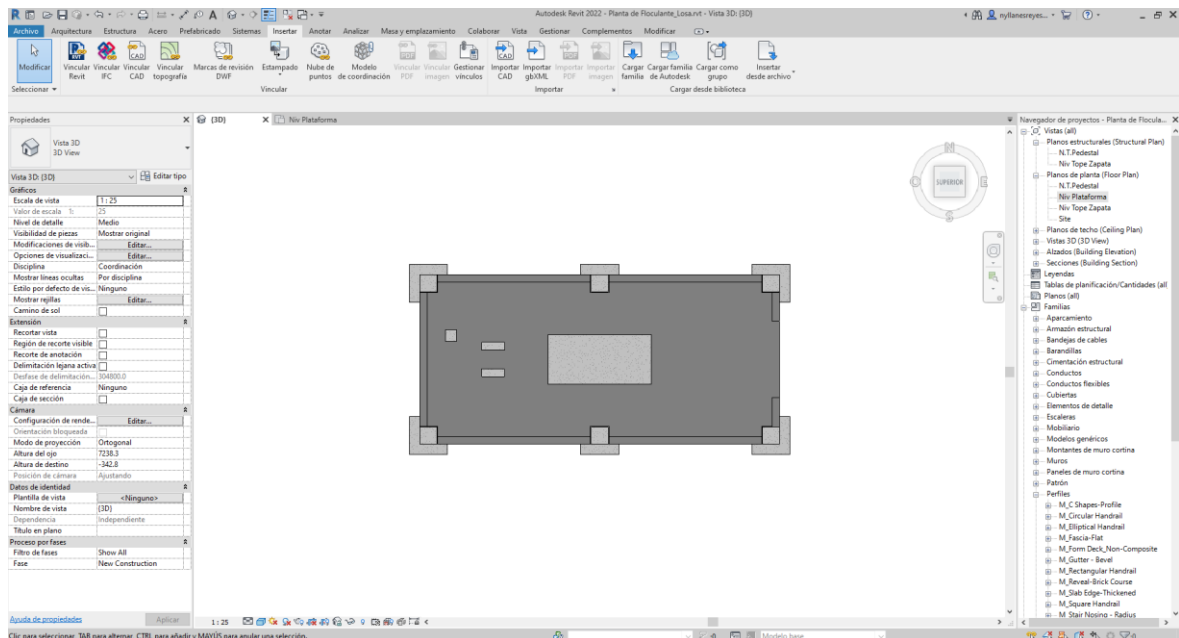 Autodesk Revit 2022 - Planta de Floculante_Losa.rvt - Vista 3D: {3D}
nyllanesreyes...
Archivo Arquitectura Estructura Acero Prefabricado Sistemas Insertar Anotar Analizar Masa y emplazamiento Colaborar Vista Gestionar Complementos Modificar
Modificar
Vincular Revit
Vincular IFC
Vincular CAD
Vincular topografía
Marcas de revisión DWF
Estampado
Nube de puntos
Modelo de coordinación
Vincular PDF
Vincular imagen
Gestionar vínculos
Importar CAD
Importar gbXML
Importar PDF
Importar imagen
Cargar familia
Cargar familia de Autodesk
Cargar como grupo
Insertar desde archivo
Seleccionar
Vincular
Importar
Cargar desde biblioteca
Propiedades
Vista 3D
3D View
Vista 3D: {3D}
Editar tipo
Gráficos
Escala de vista 1 : 25
Valor de escala 1: 25
Nivel de detalle Medio
Visibilidad de piezas Mostrar original
Modificaciones de visib... Editar...
Opciones de visualizaci... Editar...
Disciplina Coordinación
Mostrar líneas ocultas Por disciplina
Estilo por defecto de vis... Ninguno
Mostrar rejillas Editar...
Camino de sol
Extensión
Recortar vista
Región de recorte visible
Recorte de anotación
Delimitación lejana activa
Desfase de delimitación... 304800.0
Caja de referencia Ninguno
Caja de sección
Cámara
Configuración de rende... Editar...
Orientación bloqueada
Modo de proyección Ortogonal
Altura del ojo 7238.3
Altura de destino -342.8
Posición de cámara Ajustando
Datos de identidad
Plantilla de vista <Ninguno>
Nombre de vista {3D}
Dependencia Independiente
Título en plano
Proceso por fases
Filtro de fases Show All
Fase New Construction
Ayuda de propiedades
Aplicar
{3D}
Niv Plataforma
N
O
SUPERIOR
E
S
1 : 25
Navegador de proyectos - Planta de Flocula...
Vistas (all)
Planos estructurales (Structural Plan)
N.T.Pedestal
Niv Tope Zapata
Planos de planta (Floor Plan)
N.T.Pedestal
Niv Plataforma
Niv Tope Zapata
Site
Planos de techo (Ceiling Plan)
Vistas 3D (3D View)
Alzados (Building Elevation)
Secciones (Building Section)
Leyendas
Tablas de planificación/Cantidades (all
Planos (all)
Familias
Aparcamiento
Armazón estructural
Bandejas de cables
Barandillas
Cimentación estructural
Conductos
Conductos flexibles
Cubiertas
Elementos de detalle
Escaleras
Mobiliario
Modelos genéricos
Montantes de muro cortina
Muros
Paneles de muro cortina
Patrón
Perfiles
M_C Shapes-Profile
M_Circular Handrail
M_Elliptical Handrail
M_Fascia-Flat
M_Form Deck_Non-Composite
M_Gutter - Bevel
M_Rectangular Handrail
M_Reveal-Brick Course
M_Slab Edge-Thickened
M_Square Handrail
M_Stair Nosing - Radius
Clic para seleccionar, TAB para alternar, CTRL para añadir y MAYÚS para anular una selección.
Modelo base